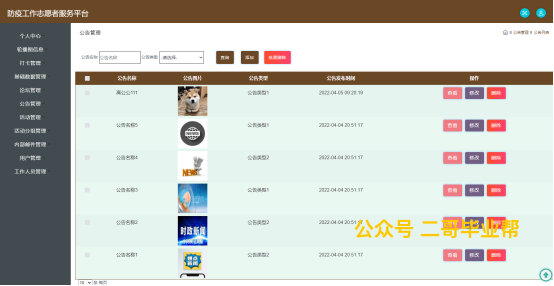 防疫工作志愿者服务平台
个人中心
轮播图信息
打卡管理
基础数据管理
论坛管理
公告管理
活动管理
活动分组管理
内部邮件管理
用户管理
工作人员管理
公告管理
公告管理 公告列表
公告名称 公告名称 公告类型 请选择- 查询 添加 批量删除
公告名称 公告图片 公告类型 公告发布时间 操作
公告类型1 2022-04-05 09:20:18 查看 修改 删除
公告名称5 公告类型1 2022-04-04 20:51:17 查看 修改 删除
公告名称4 NEWS 公告类型2 2022-04-04 20:51:17 查看 修改 删除
公告名称3 公告类型1 2022-04-04 20:51:17 查看 修改 删除
公告名称2 时政新闻 公告类型2 2022-04-04 20:51:17 查看 修改 删除
公告名称1 公告类型2 2022-04-04 20:51:17 查看 修改 删除
公众号 二哥毕业帮
10 条 每页